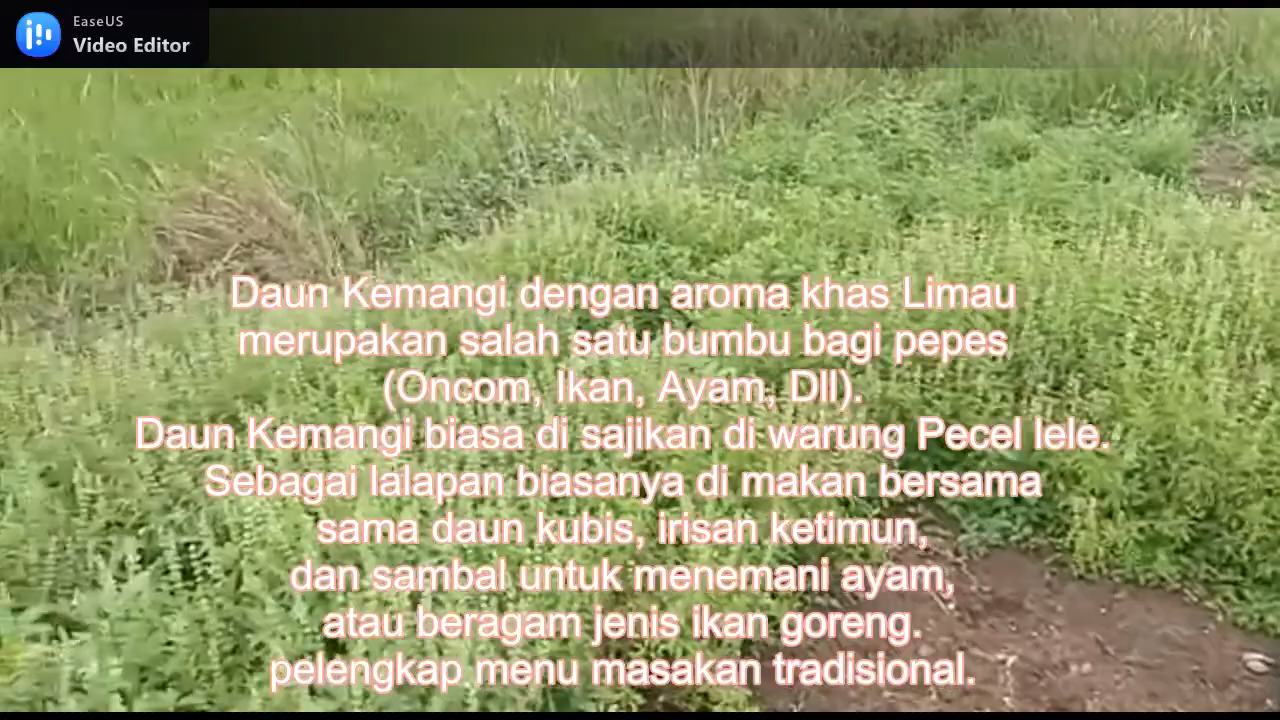 EaseUS
Video Editor
Daun Kemangi dengan aroma khas Limau
merupakan salah satu bumbu bagi pepes
(Oncom, Ikan, Ayam, Dll).
Daun Kemangi biasa di sajikan di warung Pecel lele.
Sebagai lalapan biasanya di makan bersama
sama daun kubis, irisan ketimun,
dan sambal untuk menemani ayam,
atau beragam jenis ikan goreng.
pelengkap menu masakan tradisional.